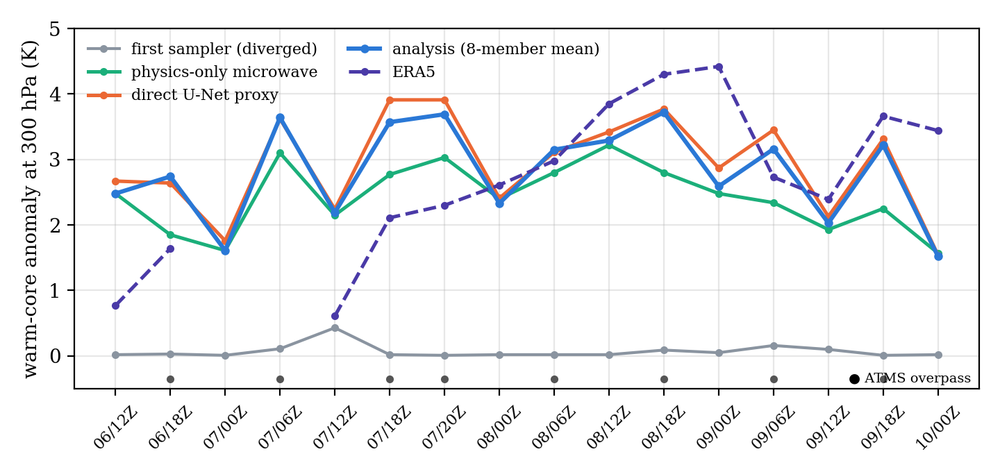 warm-core anomaly at 300 hPa (K)
5
4
3
2
1
0
first sampler (diverged)
physics-only microwave
direct U-Net proxy
analysis (8-member mean)
ERA5
ATMS overpass
06/12Z
06/18Z
07/00Z
07/06Z
07/12Z
07/18Z
07/20Z
08/00Z
08/06Z
08/12Z
08/18Z
09/00Z
09/06Z
09/12Z
09/18Z
10/00Z